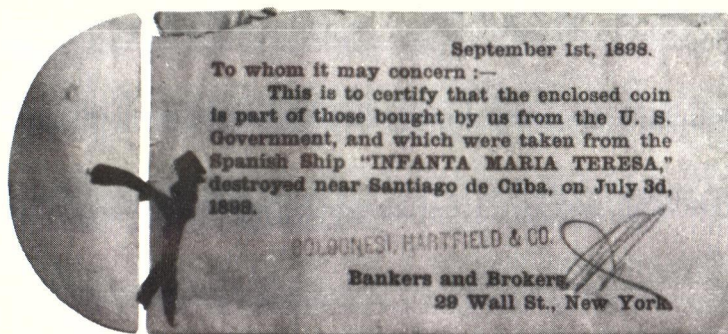 September 1st, 1898.
To whom it may concern :—
This is to certify that the enclosed coin
is part of those bought by us from the U. S.
Government, and which were taken from the
Spanish Ship "INFANTA MARIA TERESA,"
destroyed near Santiago de Cuba, on July 3d,
1898.
BOLOGNESI, HARTFIELD & CO.
Bankers and Brokers,
29 Wall St., New York.